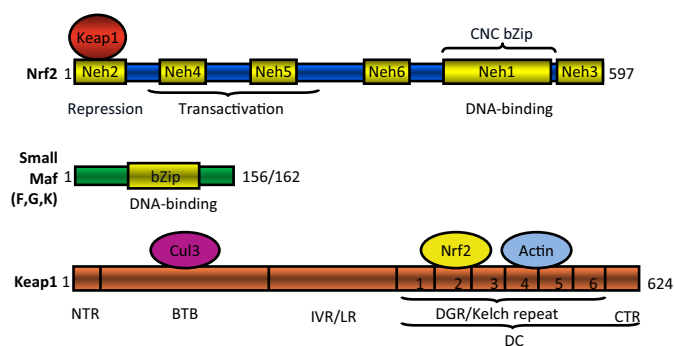 CNC bZip
Keap1
Nrf2 1 Neh2 Neh4 Neh5 Neh6 Neh1 Neh3 597
Repression Transactivation DNA-binding
Small
Maf
(F,G,K)
1 bZip 156/162
DNA-binding
Cul3 Nrf2 Actin
Keap1 1 1 2 3 4 5 6 624
NTR BTB IVR/LR DGR/Kelch repeat CTR
DC